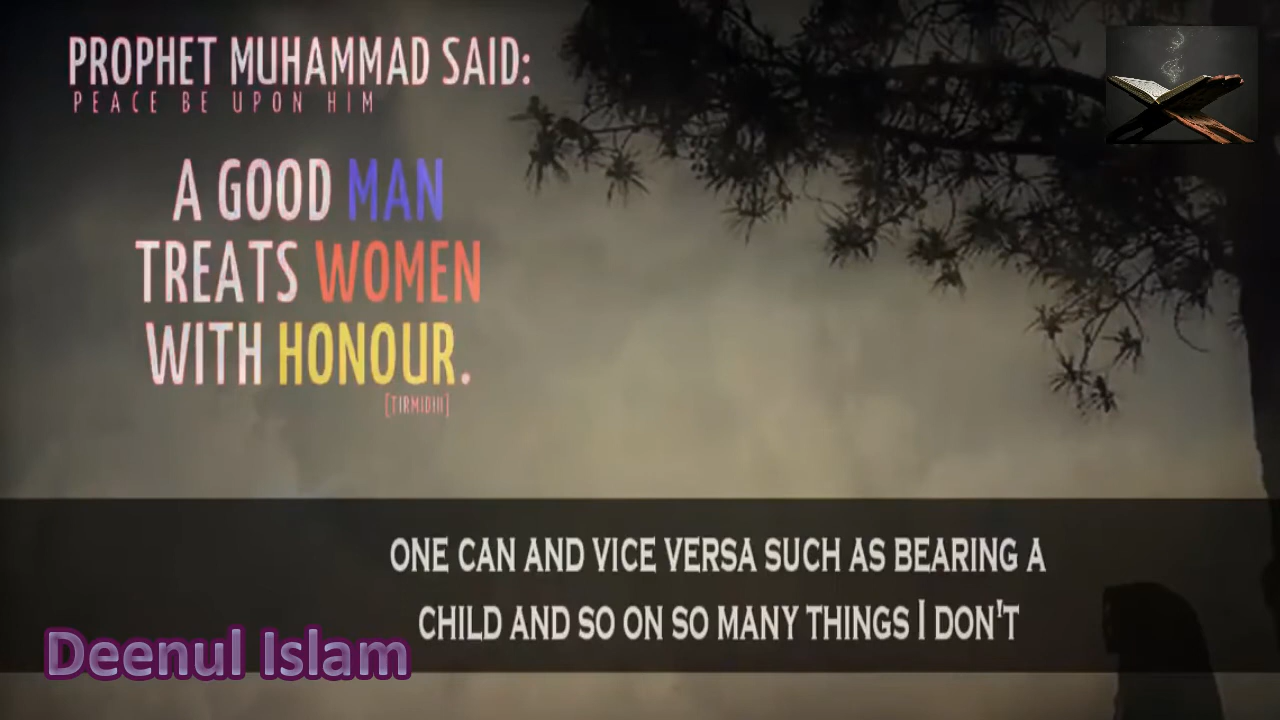 PROPHET MUHAMMAD SAID:
PEACE BE UPON HIM
A GOOD MAN
TREATS WOMEN
WITH HONOUR.
[TIRMIDHI]
ONE CAN AND VICE VERSA SUCH AS BEARING A
CHILD AND SO ON SO MANY THINGS I DON'T
Deenul Islam